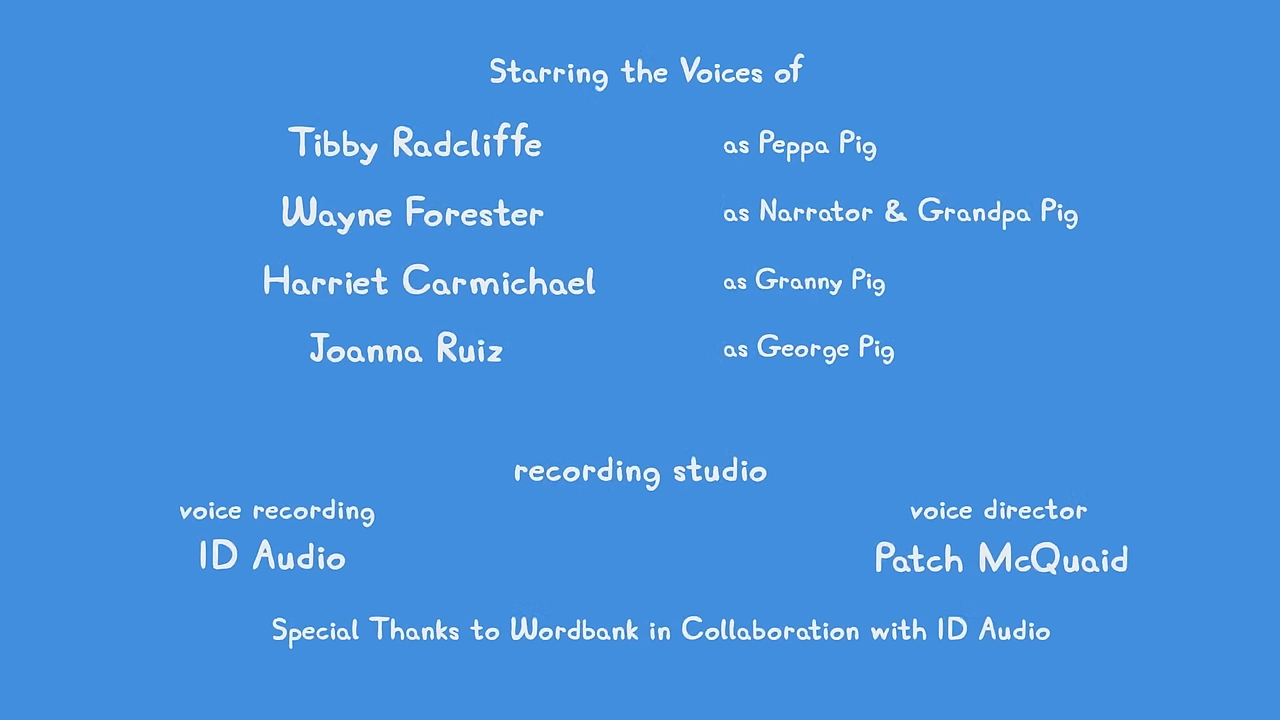 Starring the Voices of
Tibby Radcliffe as Peppa Pig
Wayne Forester as Narrator & Grandpa Pig
Harriet Carmichael as Granny Pig
Joanna Ruiz as George Pig
recording studio
voice recording voice director
ID Audio Patch McQuaid
Special Thanks to Wordbank in Collaboration with ID Audio